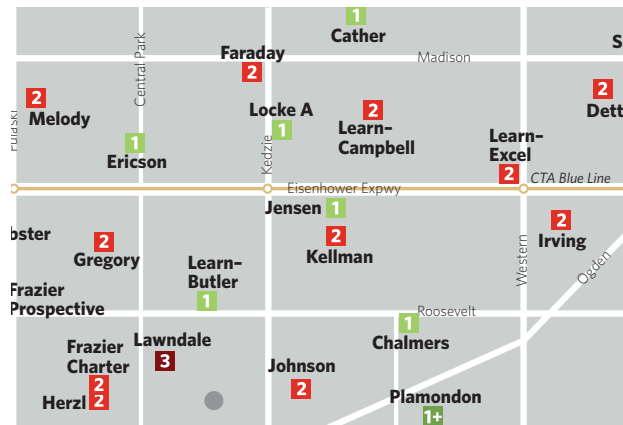 1
Cather
S
Faraday
Madison
2
2
Melody
Central Park
Locke A
1
2
Learn–
Campbell
2
Dett
Pulaski
1
Ericson
Kedzie
Learn–
Excel
2
CTA Blue Line
Eisenhower Expwy
Jensen 1
2
Kellman
2
Irving
bster
2
Gregory
Learn–
Butler
1
Western
Ogden
Frazier
Prospective
Roosevelt
1
Chalmers
Frazier
Charter
2
Herzl 2
Lawndale
3
Johnson
2
Plamondon
1+